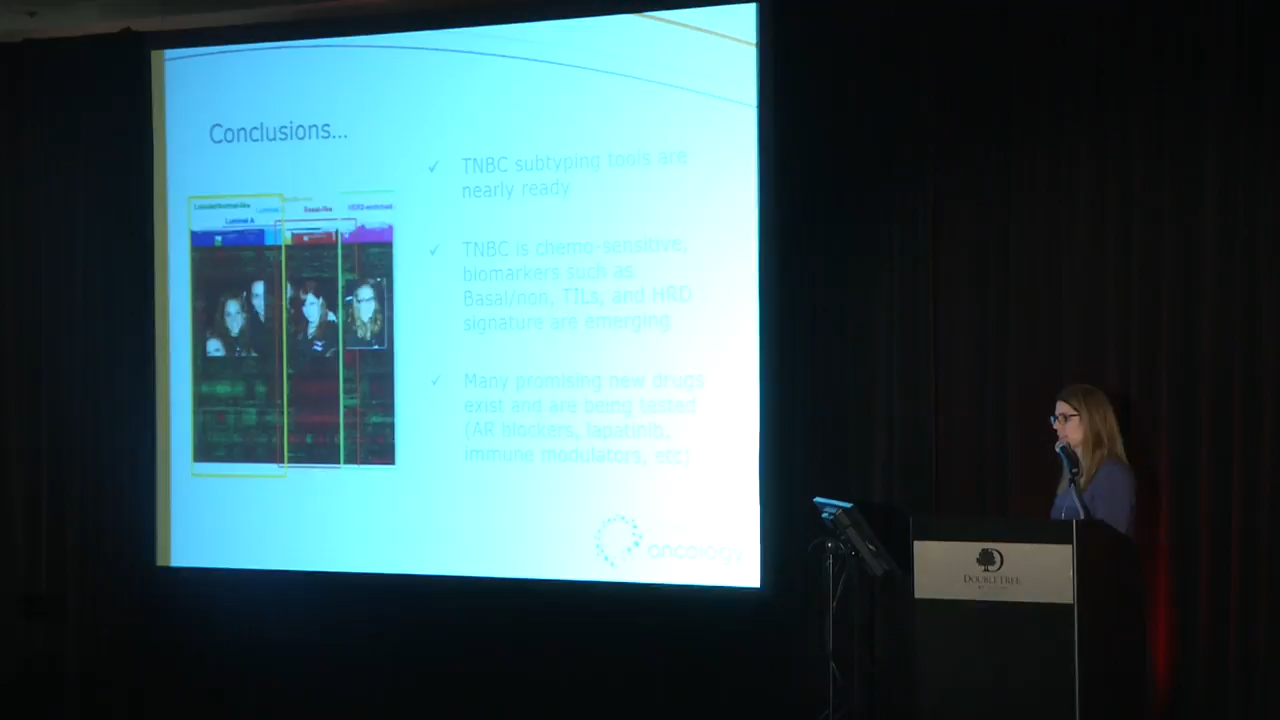 Conclusions...
✓ TNBC subtyping tools are
nearly ready
Luminal A
Basal-like
HER2-enriched
✓ TNBC is chemo-sensitive,
biomarkers such as
Basal/non, TILs, and HRD
signature are emerging
✓ Many promising new drugs
exist and are being tested
(AR blockers, lapatinib,
immune modulators, etc)
oncology
DOUBLETREE